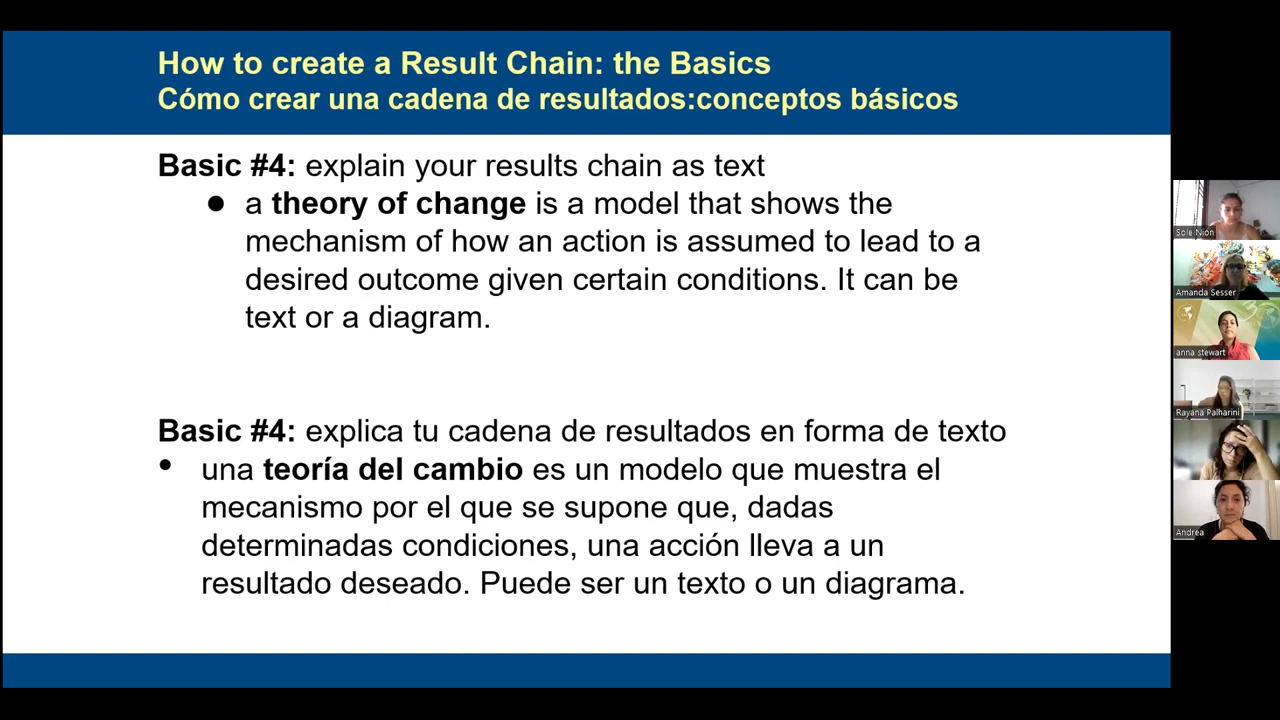 How to create a Result Chain: the Basics
Cómo crear una cadena de resultados:conceptos básicos
Basic #4: explain your results chain as text
● a theory of change is a model that shows the
mechanism of how an action is assumed to lead to a
desired outcome given certain conditions. It can be
text or a diagram.
Basic #4: explica tu cadena de resultados en forma de texto
• una teoría del cambio es un modelo que muestra el
mecanismo por el que se supone que, dadas
determinadas condiciones, una acción lleva a un
resultado deseado. Puede ser un texto o un diagrama.
Sole Nión
Amanda Sesser
anna stewart
Rayana Palharini
Andrea